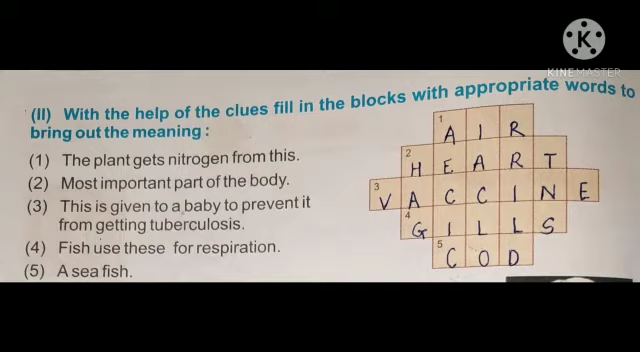 K
KINEMASTER
(II) With the help of the clues fill in the blocks with appropriate words to
bring out the meaning :
(1) The plant gets nitrogen from this.
(2) Most important part of the body.
(3) This is given to a baby to prevent it
from getting tuberculosis.
(4) Fish use these for respiration.
(5) A sea fish.
1 A I R
2 H E A R T
3 V A C C I N E
4 G I L L S
5 C O D